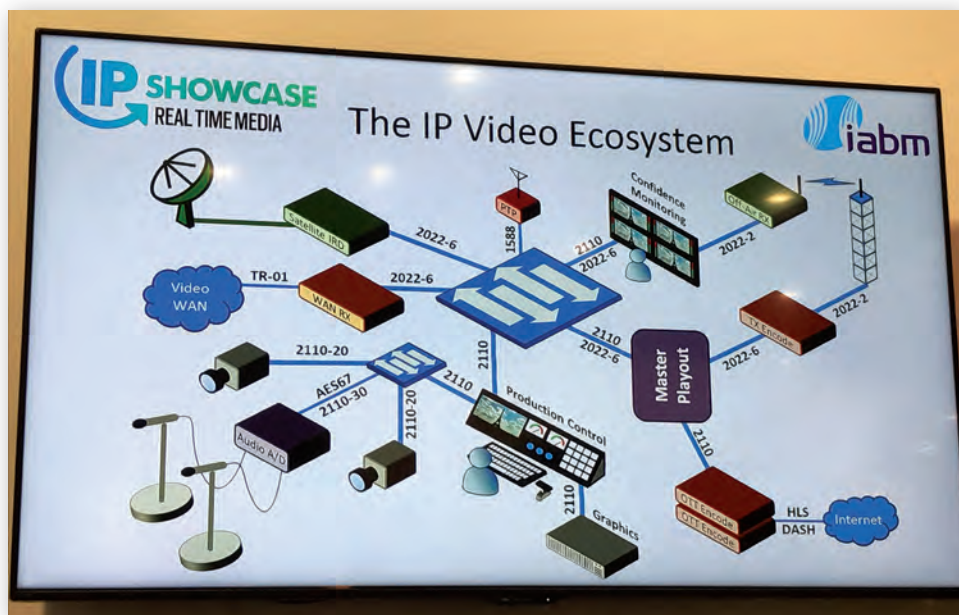 IP SHOWCASE
REAL TIME MEDIA
The IP Video Ecosystem
iabm
Satellite IRD
2022-6
PTP
1588
Confidence
Monitoring
2110
2022-6
Off-Air RX
2022-2
Video
WAN
TR-01
WAN RX
2022-6
2110
2022-6
Master
Playout
TX Encode
2022-6
2022-2
2110-20
AES67
2110-30
2110-20
Audio A/D
2110
2110
Production Control
2110
Graphics
2110
OTT Encode
OTT Encode
HLS
DASH
Internet